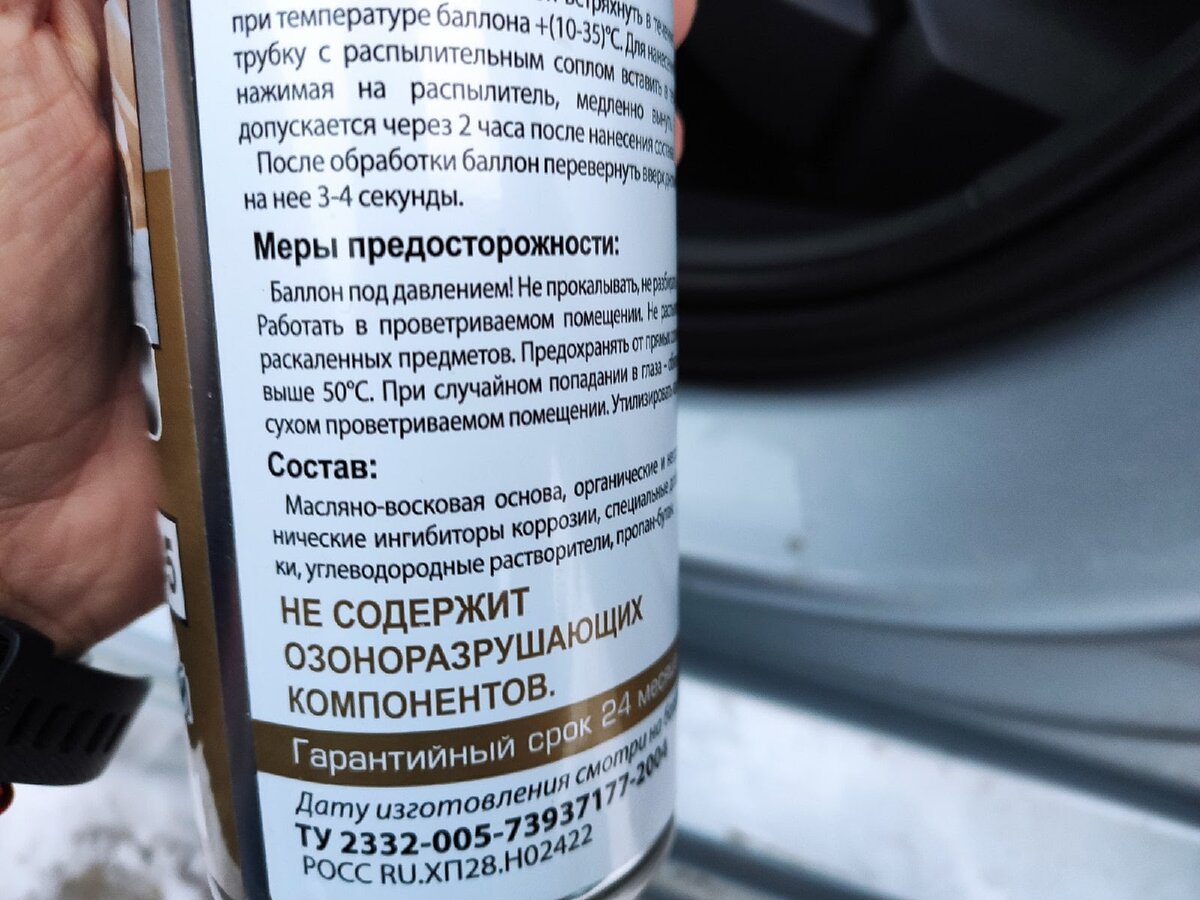 встряхнуть в
при температуре баллона +(10-35)°С. Для
трубку с распылительным соплом вставить в
нажимая на распылитель, медленно
допускается через 2 часа после нанесения
После обработки баллон перевернуть
на нее 3-4 секунды.
Меры предосторожности:
Баллон под давлением! Не прокалывать, не
Работать в проветриваемом помещении. Не
раскаленных предметов. Предохранять от
выше 50°С. При случайном попадании в глаза -
сухом проветриваемом помещении. Утилизировать
Состав:
Масляно-восковая основа, органические и
нические ингибиторы коррозии, специальные
ки, углеводородные растворители, пропан-бутан.
НЕ СОДЕРЖИТ
ОЗОНОРАЗРУШАЮЩИХ
КОМПОНЕНТОВ.
Гарантийный срок 24
Дату изготовления смотри на
ТУ 2332-005-73937177-2004
РОСС RU.ХП28.Н02422